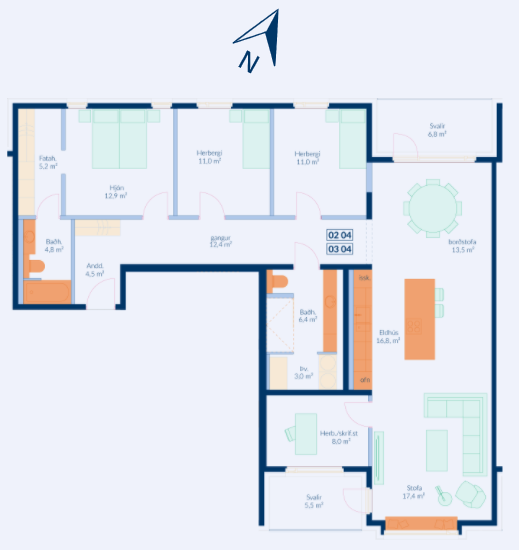 N
Svalir
6,8 m²
Fatah.
5,2 m²
Hjón
12,9 m²
Herbergi
11,0 m²
Herbergi
11,0 m²
borðstofa
13,5 m²
Baðh.
4,8 m²
Andd.
4,5 m²
gangur
12,4 m²
02 04
03 04
Baðh.
6,4 m²
Þv.
3,0 m²
Eldhús
16,8, m²
Herb./skrif.st
8,0 m²
Svalir
5,5 m²
Stofa
17,4 m²